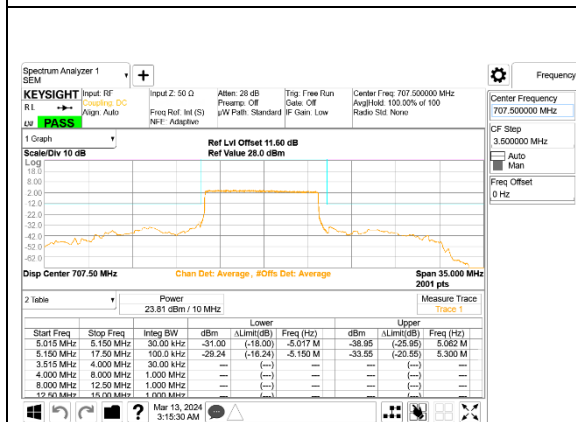 Spectrum Analyzer 1
SEM
Frequency
KEYSIGHT Input: RF Input Z: 50 Ω Atten: 28 dB Trig: Free Run Center Freq: 707.500000 MHz
R L Coupling: DC Preamp: Off Gate: Off Avg|Hold: 100.00% of 100
Align: Auto Freq Ref: Int (S) µW Path: Standard IF Gain: Low Radio Std: None
PASS NFE: Adaptive
Center Frequency
707.500000 MHz
CF Step
3.500000 MHz
Auto
Man
Freq Offset
0 Hz
1 Graph
Ref Lvl Offset 11.60 dB
Scale/Div 10 dB Ref Value 28.0 dBm
Log
18.0
8.00
-2.00
-12.0
-22.0
-32.0
-42.0
-52.0
-62.0
Disp Center 707.50 MHz Chan Det: Average , #Offs Det: Average Span 35.000 MHz
2001 pts
2 Table Power Measure Trace
23.81 dBm / 10 MHz Trace 1
Lower Upper
Start Freq Stop Freq Integ BW dBm ΔLimit(dB) Freq (Hz) dBm ΔLimit(dB) Freq (Hz)
5.015 MHz 5.150 MHz 30.00 kHz -31.00 (-18.00) -5.017 M -38.95 (-25.95) 5.062 M
5.150 MHz 17.50 MHz 100.0 kHz -29.24 (-16.24) -5.150 M -33.55 (-20.55) 5.300 M
3.515 MHz 4.000 MHz 30.00 kHz --- (---) --- --- (---) ---
4.000 MHz 8.000 MHz 1.000 MHz --- (---) --- --- (---) ---
8.000 MHz 12.50 MHz 1.000 MHz --- (---) --- --- (---) ---
12.50 MHz 15.00 MHz 1.000 MHz --- (---) --- --- (---) ---
Mar 13, 2024
3:15:30 AM